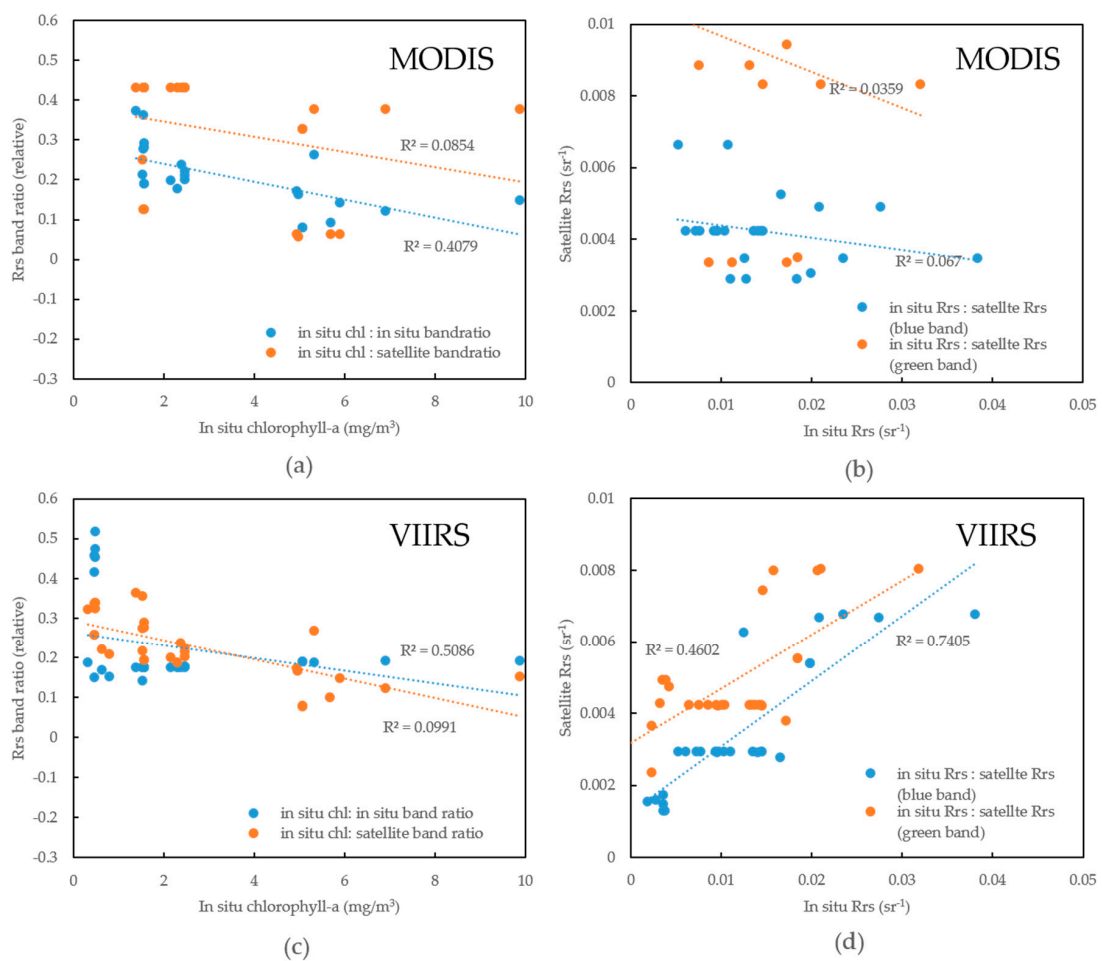 MODIS
0.6
0.5
0.4
0.3
0.2
0.1
0
-0.1
-0.2
-0.3
Rrs band ratio (relative)
R² = 0.0854
R² = 0.4079
in situ chl : in situ bandratio
in situ chl : satellite bandratio
0 2 4 6 8 10
In situ chlorophyll-a (mg/m³)
(a)
MODIS
0.01
0.008
0.006
0.004
0.002
0
Satellite Rrs (sr⁻¹)
R² = 0.0359
R² = 0.067
in situ Rrs : satellte Rrs
(blue band)
in situ Rrs : satellte Rrs
(green band)
0 0.01 0.02 0.03 0.04 0.05
In situ Rrs (sr⁻¹)
(b)
VIIRS
0.6
0.5
0.4
0.3
0.2
0.1
0
-0.1
-0.2
-0.3
Rrs band ratio (relative)
R² = 0.5086
R² = 0.0991
in situ chl: in situ band ratio
in situ chl: satellite band ratio
0 2 4 6 8 10
In situ chlorophyll-a (mg/m³)
(c)
VIIRS
0.01
0.008
0.006
0.004
0.002
0
Satellite Rrs (sr⁻¹)
R² = 0.4602
R² = 0.7405
in situ Rrs : satellte Rrs
(blue band)
in situ Rrs : satellte Rrs
(green band)
0 0.01 0.02 0.03 0.04 0.05
In situ Rrs (sr⁻¹)
(d)